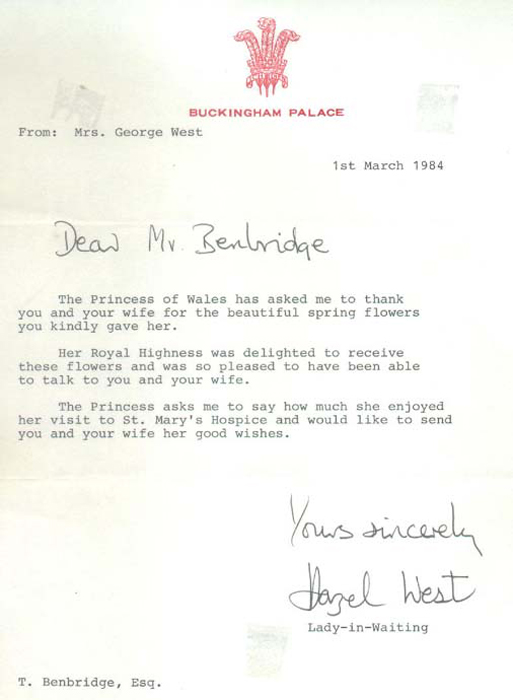 BUCKINGHAM PALACE
From: Mrs. George West
1st March 1984
Dear Mr. Benbridge
The Princess of Wales has asked me to thank
you and your wife for the beautiful spring flowers
you kindly gave her.
Her Royal Highness was delighted to receive
these flowers and was so pleased to have been able
to talk to you and your wife.
The Princess asks me to say how much she enjoyed
her visit to St. Mary's Hospice and would like to send
you and your wife her good wishes.
Yours sincerely
Hazel West
Lady-in-Waiting
T. Benbridge, Esq.